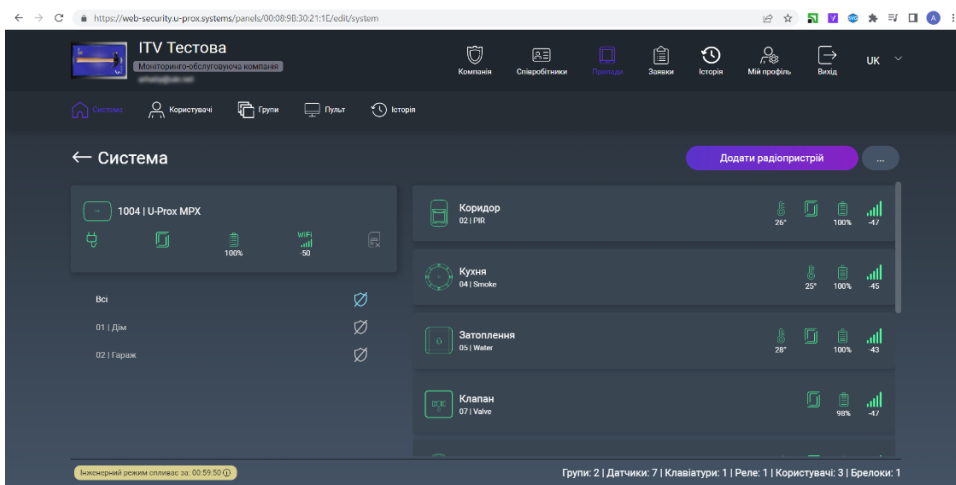 https://web-security.u-prox.systems/panels/00:08:9B:30:21:1E/edit/system
ITV Тестова
Моніторинго-обслуговуюча компанія
Компанія
Співробітники
Прилади
Заявки
Історія
Мій профіль
Вихід
UK
Система
Користувачі
Групи
Пульт
Історія
← Система
Додати радіопристрій
...
1004 | U-Prox MPX
100%
WIFI
-50
Всі
01 | Дім
02 | Гараж
Коридор
02 | PIR
26°
100%
-47
Кухня
04 | Smoke
25°
100%
-45
Затоплення
05 | Water
28°
100%
-43
Клапан
07 | Valve
98%
-47
Інженерний режим спливає за: 00:59:50
Групи: 2 | Датчики: 7 | Клавіатури: 1 | Реле: 1 | Користувачі: 3 | Брелоки: 1